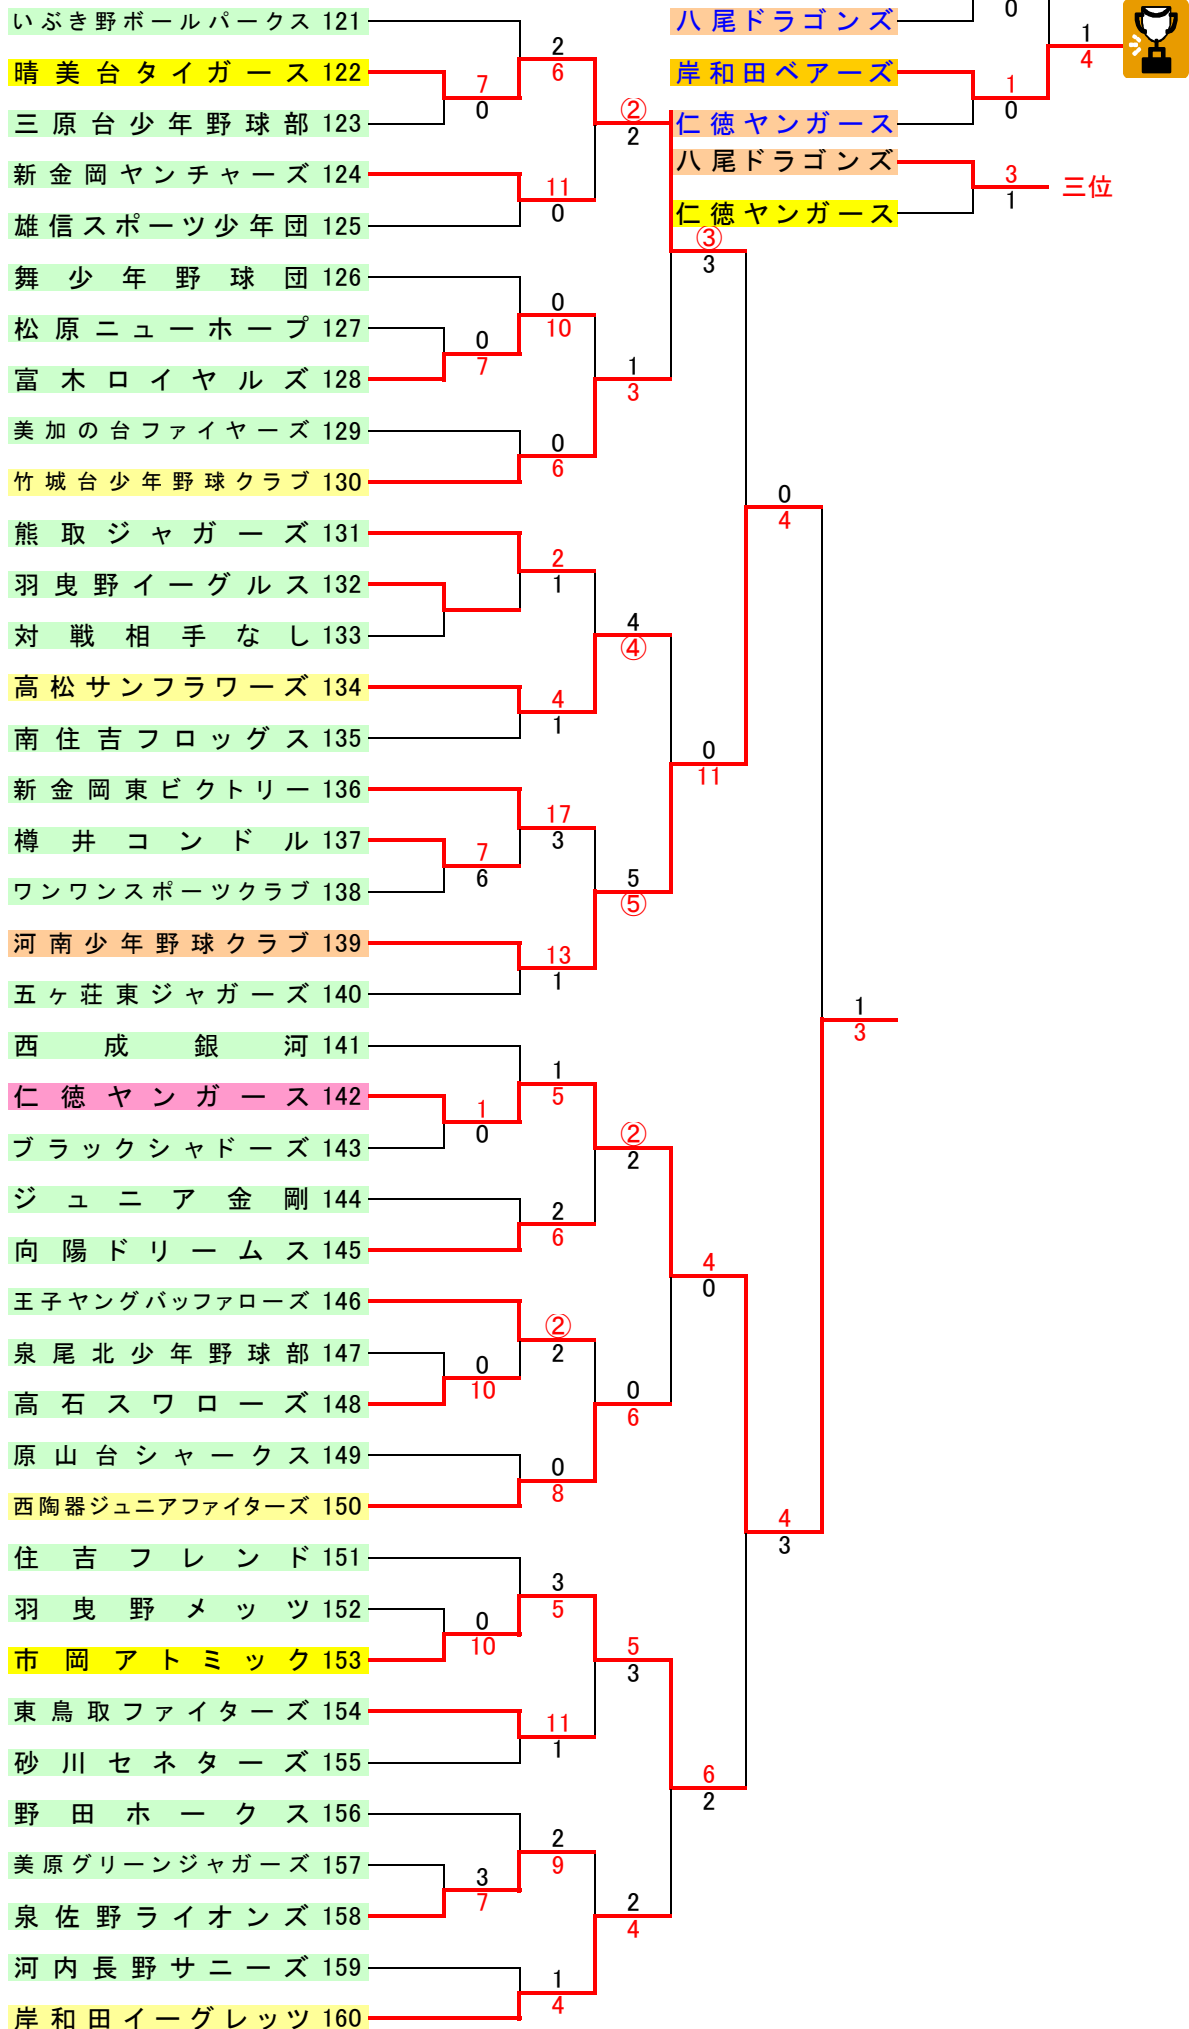 いぶき野ボールパークス 121
晴美台タイガース 122
三原台少年野球部 123
新金岡ヤンチャーズ 124
雄信スポーツ少年団 125
舞少年野球団 126
松原ニューホープ 127
富木ロイヤルズ 128
美加の台ファイヤーズ 129
竹城台少年野球クラブ 130
熊取ジャガーズ 131
羽曳野イーグルス 132
対戦相手なし 133
高松サンフラワーズ 134
南住吉フロッグス 135
新金岡東ビクトリー 136
樽井コンドル 137
ワンワンスポーツクラブ 138
河南少年野球クラブ 139
五ヶ荘東ジャガーズ 140
西成銀河 141
仁徳ヤンガース 142
ブラックシャドーズ 143
ジュニア金剛 144
向陽ドリームス 145
王子ヤングバッファローズ 146
泉尾北少年野球部 147
高石スワローズ 148
原山台シャークス 149
西陶器ジュニアファイターズ 150
住吉フレンド 151
羽曳野メッツ 152
市岡アトミック 153
東鳥取ファイターズ 154
砂川セネターズ 155
野田ホークス 156
美原グリーンジャガーズ 157
泉佐野ライオンズ 158
河内長野サニーズ 159
岸和田イーグレッツ 160
7
0
0
7
7
6
1
0
0
10
0
10
3
7
2
6
11
0
0
10
0
6
2
1
4
1
17
3
13
1
1
5
2
6
②
2
0
8
3
5
11
1
2
9
1
4
②
2
1
3
4
④
5
⑤
②
2
0
6
5
3
2
4
③
3
0
11
4
0
6
2
0
4
4
3
1
3
八尾ドラゴンズ
岸和田ベアーズ
仁徳ヤンガース
八尾ドラゴンズ
仁徳ヤンガース
0
1
0
1
4
3
1
三位